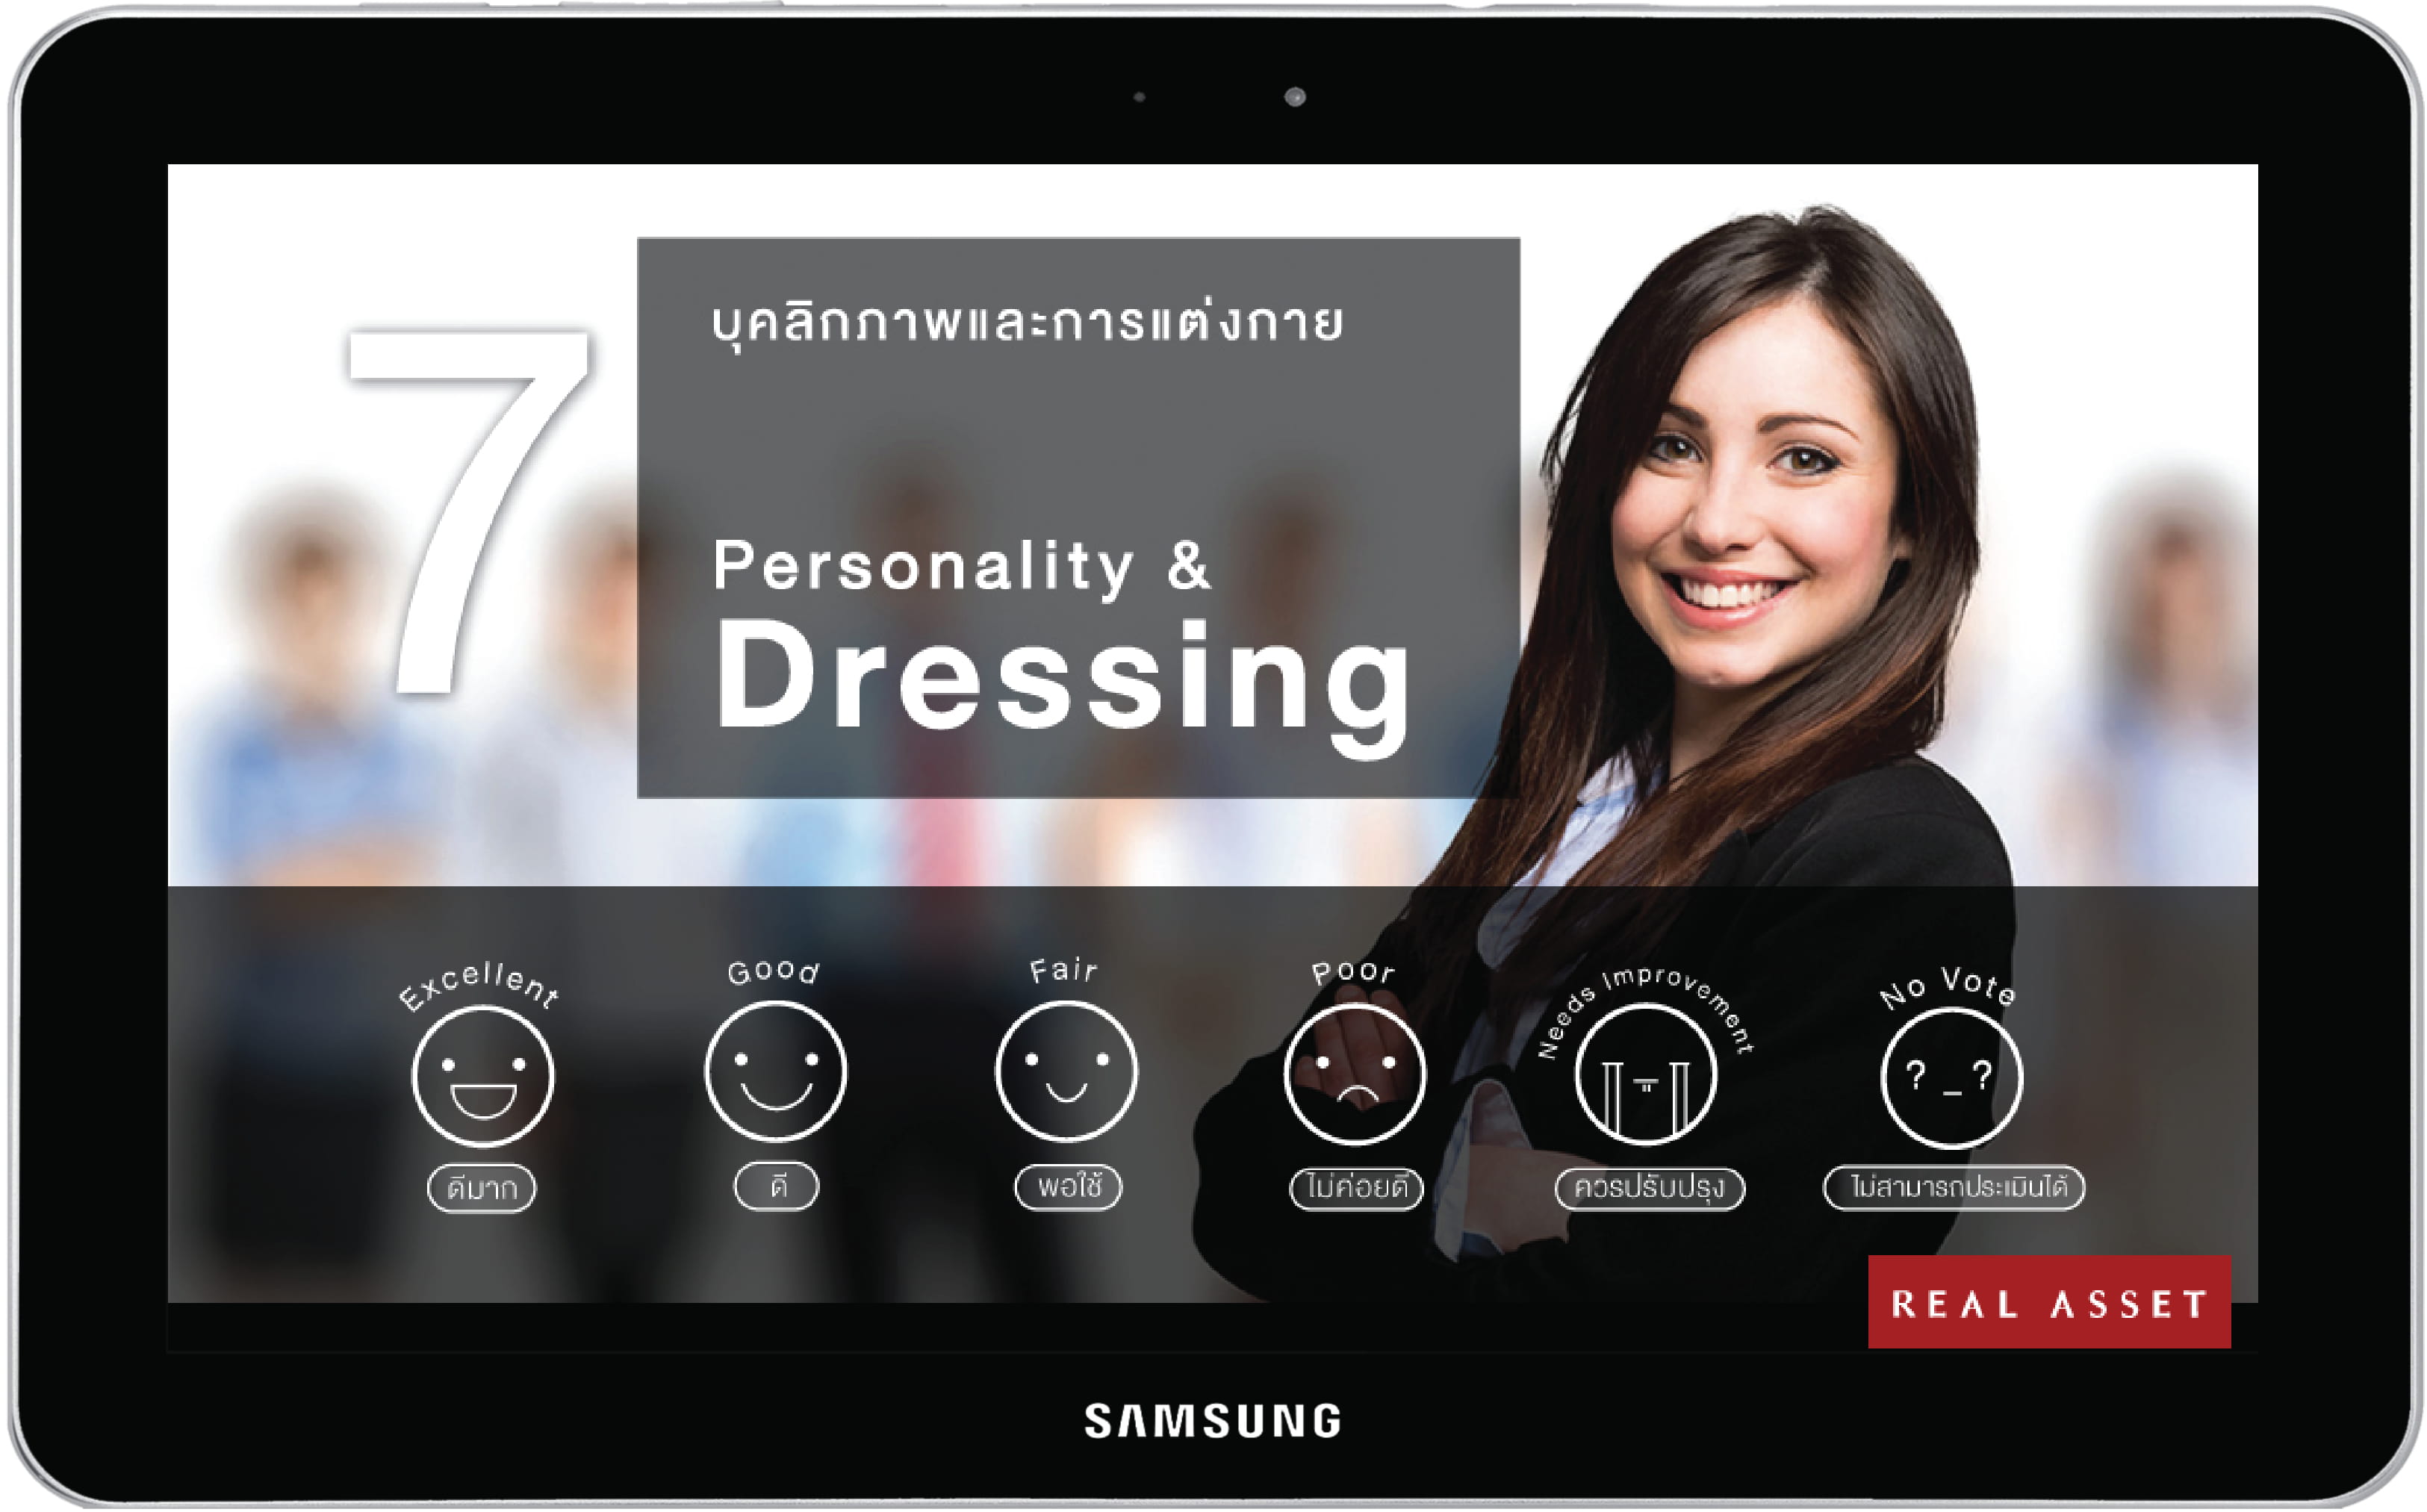 7
บุคลิกภาพและการแต่งกาย
Personality &
Dressing
Excellent
Good
Fair
Poor
Needs Improvement
No Vote
? _ ?
ดีมาก
ดี
พอใช้
ไม่ค่อยดี
ควรปรับปรุง
ไม่สามารถประเมินได้
REAL ASSET
SAMSUNG